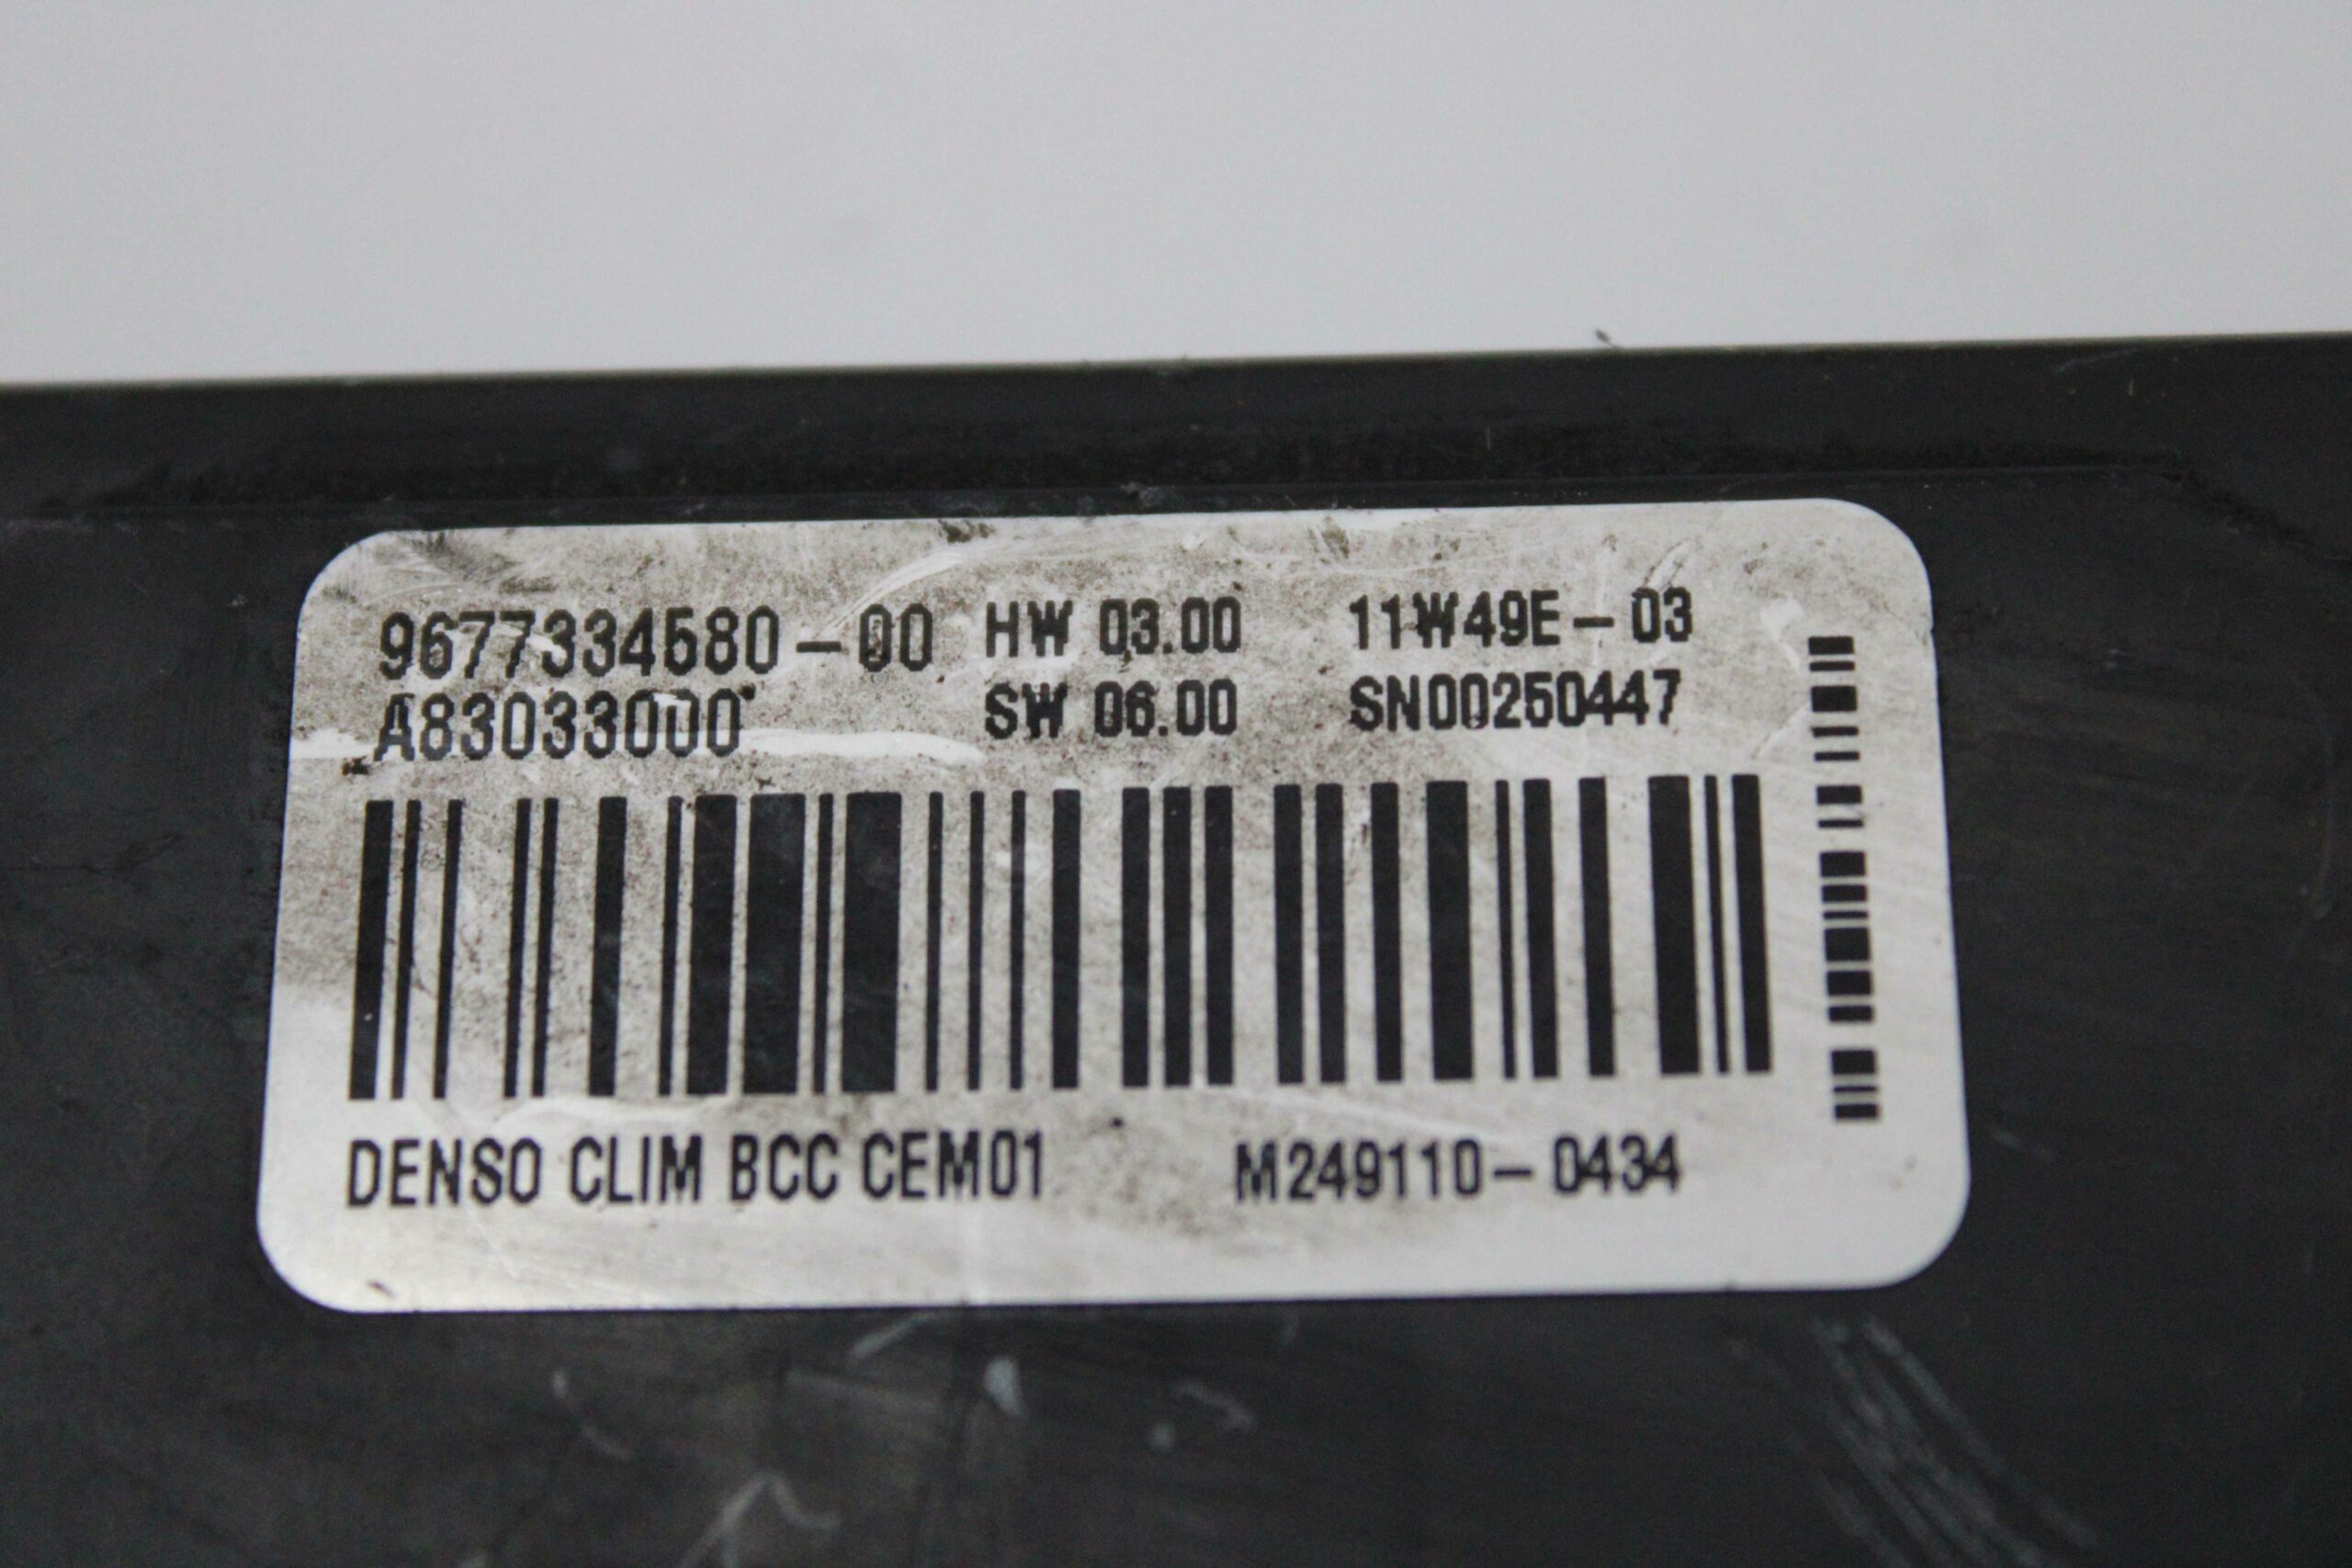 9677334580-00 HW 03.00 11W49E-03
A83033000 SW 06.00 SN00250447
DENSO CLIM BCC CEM01 M249110-0434